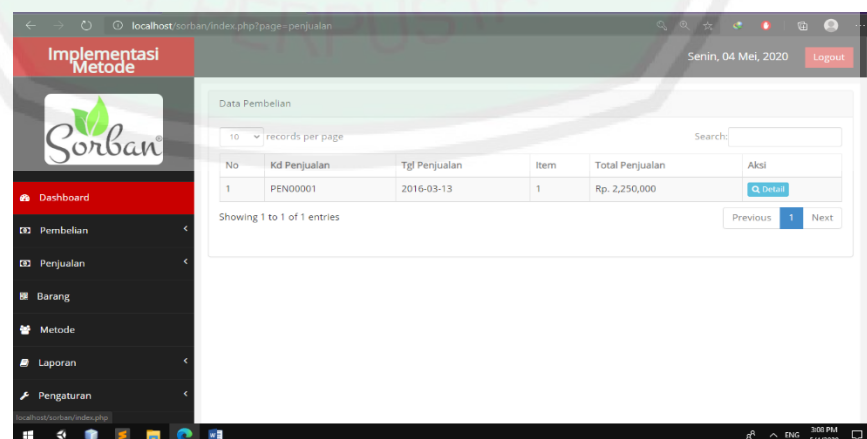 localhost/sorban/index.php?page=penjualan
Implementasi
Metode
Senin, 04 Mei, 2020
Logout
Sorban
Data Pembelian
10 records per page
Search:
No Kd Penjualan Tgl Penjualan Item Total Penjualan Aksi
1 PEN00001 2016-03-13 1 Rp. 2,250,000 Detail
Showing 1 to 1 of 1 entries
Previous 1 Next
Dashboard
Pembelian
Penjualan
Barang
Metode
Laporan
Pengaturan
localhost/sorban/index.php
ENG
3:08 PM